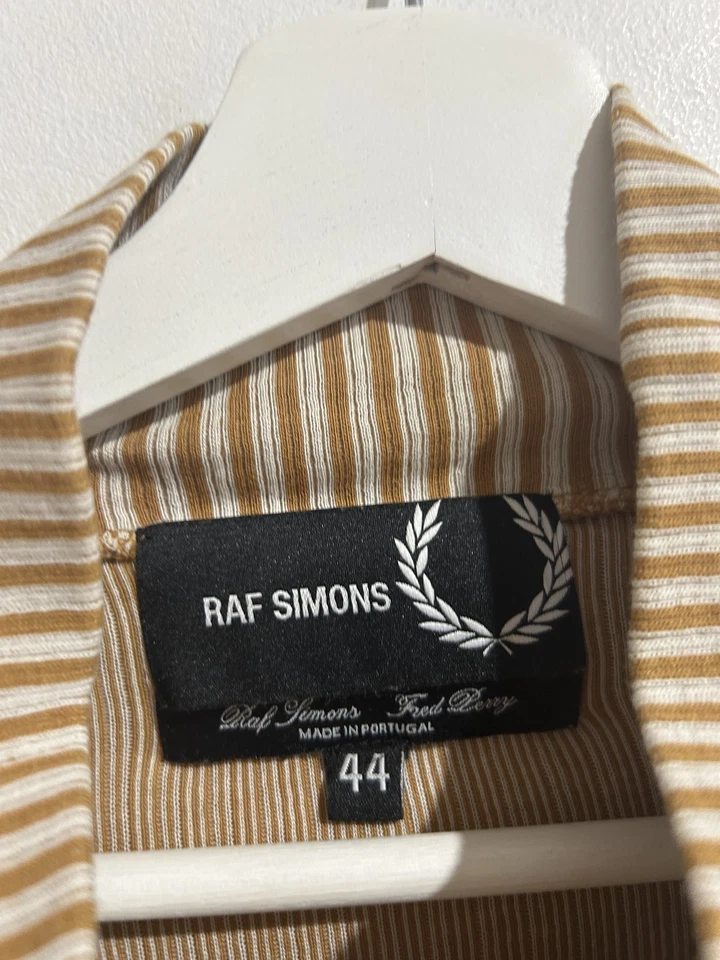 RAF SIMONS
Raf Simons Fred Perry
MADE IN PORTUGAL
44